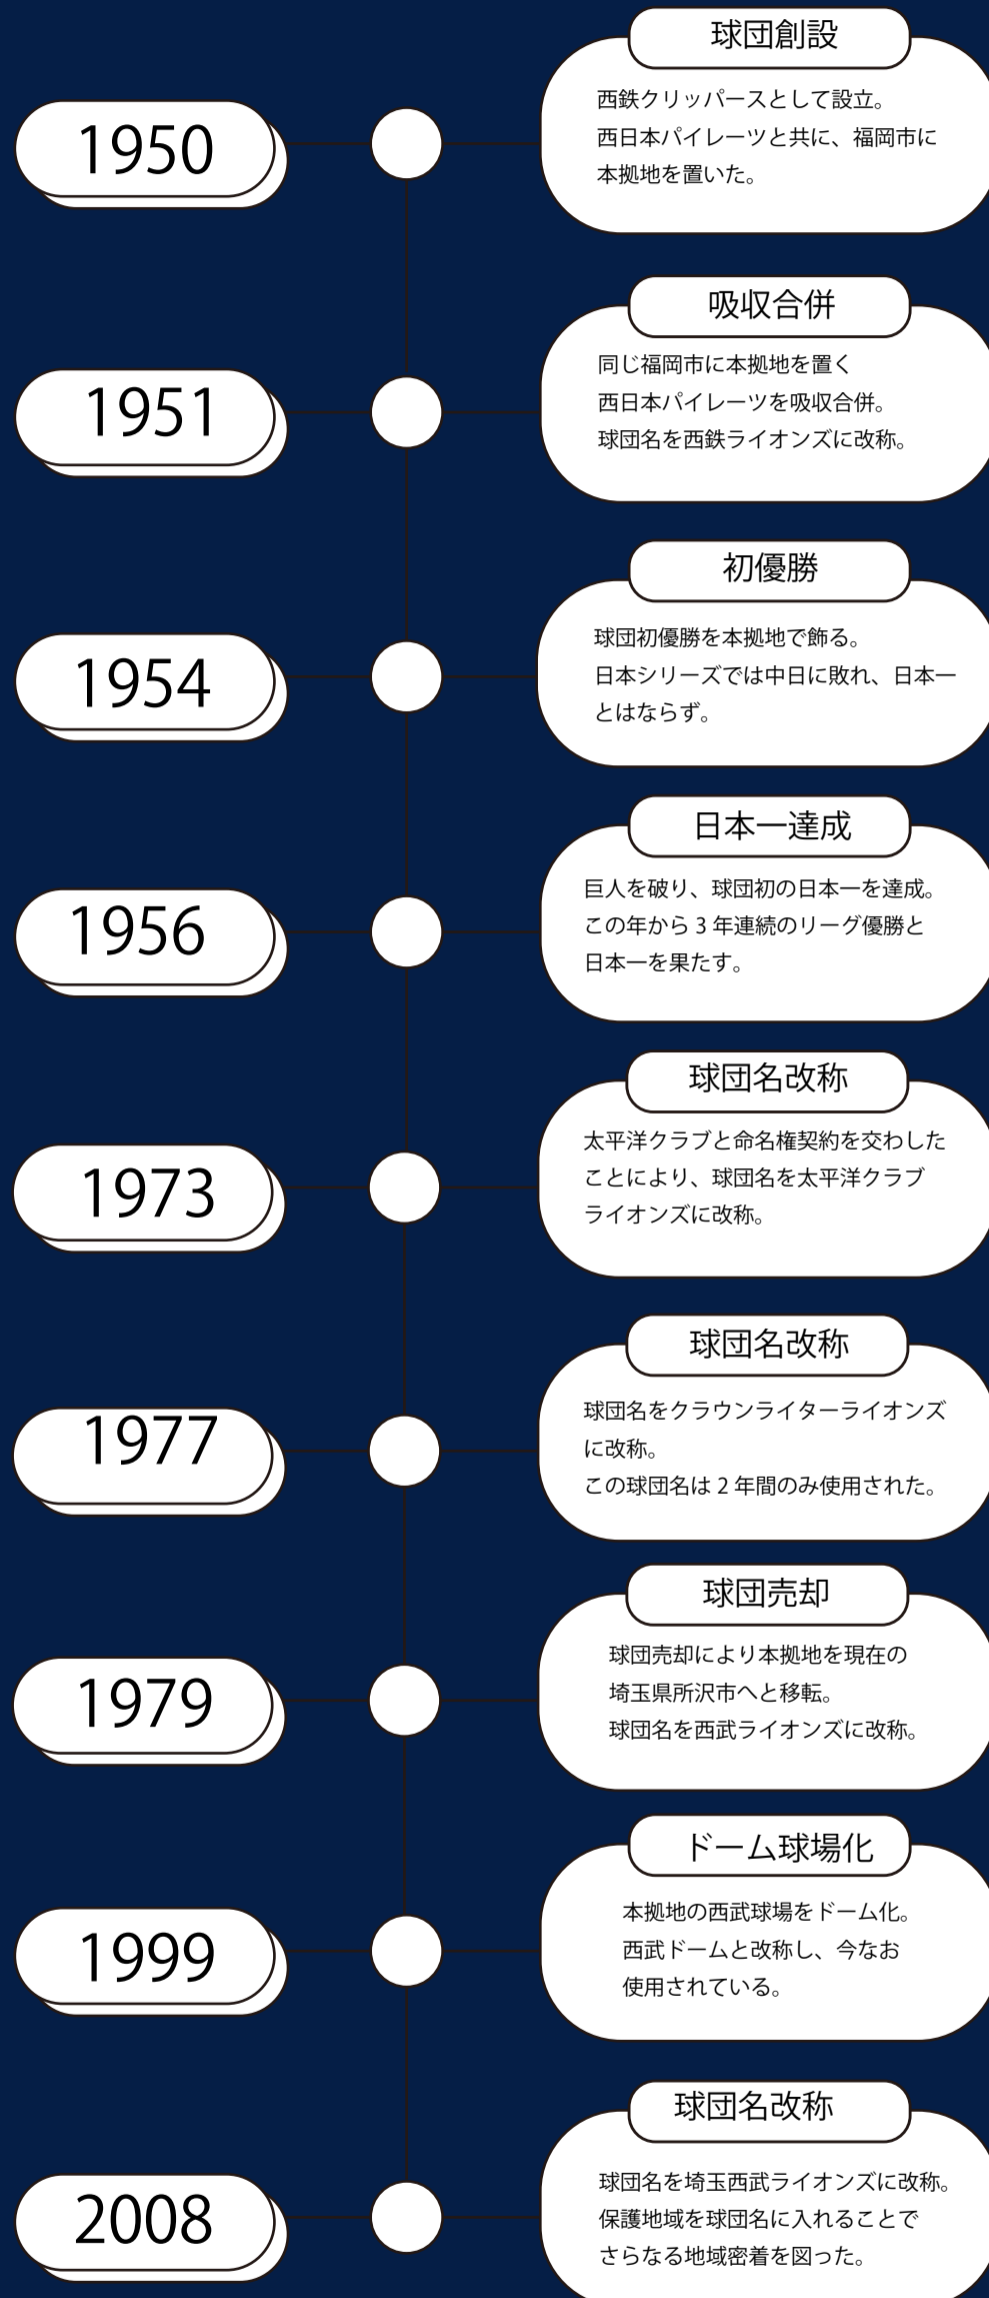 1950
球団創設
西鉄クリッパースとして設立。
西日本パイレーツと共に、福岡市に
本拠地を置いた。
1951
吸収合併
同じ福岡市に本拠地を置く
西日本パイレーツを吸収合併。
球団名を西鉄ライオンズに改称。
1954
初優勝
球団初優勝を本拠地で飾る。
日本シリーズでは中日に敗れ、日本一
とはならず。
1956
日本一達成
巨人を破り、球団初の日本一を達成。
この年から 3 年連続のリーグ優勝と
日本一を果たす。
1973
球団名改称
太平洋クラブと命名権契約を交わした
ことにより、球団名を太平洋クラブ
ライオンズに改称。
1977
球団名改称
球団名をクラウンライターライオンズ
に改称。
この球団名は 2 年間のみ使用された。
1979
球団売却
球団売却により本拠地を現在の
埼玉県所沢市へと移転。
球団名を西武ライオンズに改称。
1999
ドーム球場化
本拠地の西武球場をドーム化。
西武ドームと改称し、今なお
使用されている。
2008
球団名改称
球団名を埼玉西武ライオンズに改称。
保護地域を球団名に入れることで
さらなる地域密着を図った。